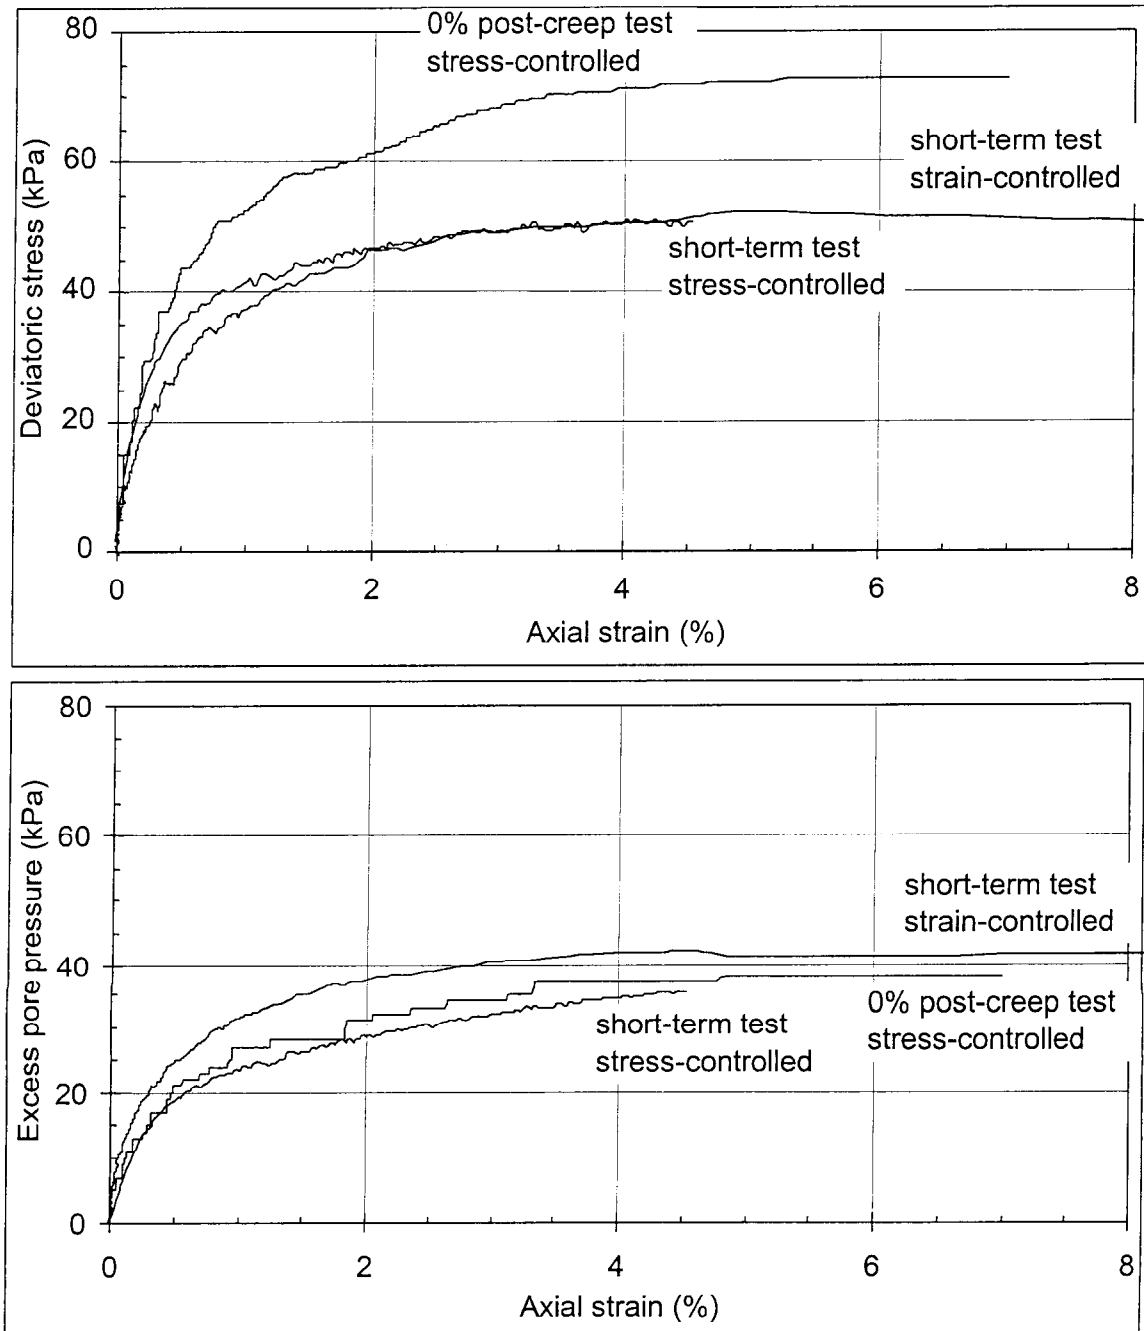 80
0% post-creep test
stress-controlled
60
short-term test
strain-controlled
short-term test
stress-controlled
40
20
0
Deviatoric stress (kPa)
0 2 4 6 8
Axial strain (%)
80
60
short-term test
strain-controlled
40
0% post-creep test
stress-controlled
short-term test
stress-controlled
20
0
Excess pore pressure (kPa)
0 2 4 6 8
Axial strain (%)